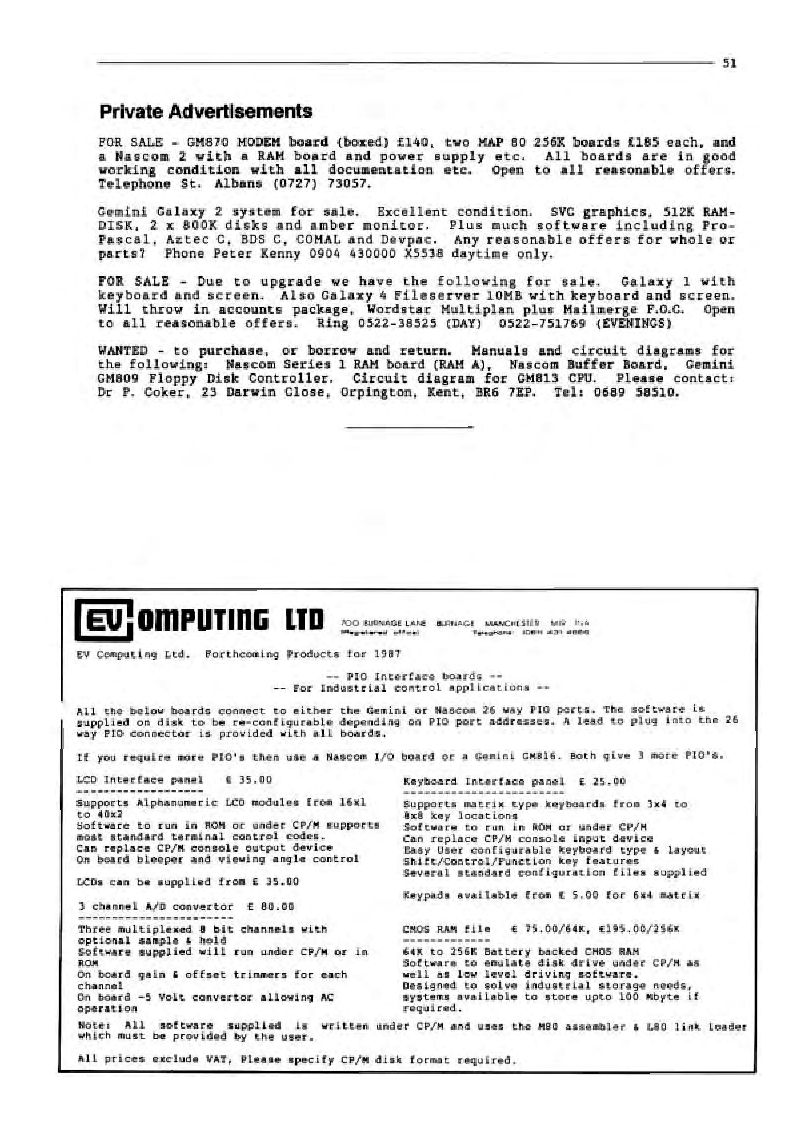 51
Private Advertisements
FOR SALE - GM870 MODEM board (boxed) £140, two MAP 80 256K boards £185 each, and
a Nascom 2 with a RAM board and power supply etc. All boards are in good
working condition with all documentation etc. Open to all reasonable offers.
Telephone St. Albans (0727) 73057.
Gemini Galaxy 2 system for sale. Excellent condition. SVC graphics, 512K RAM-
DISK, 2 x 800K disks and amber monitor. Plus much software including Pro-
Pascal, Aztec C, BDS C, COMAL and Devpac. Any reasonable offers for whole or
parts? Phone Peter Kenny 0904 430000 X5538 daytime only.
FOR SALE - Due to upgrade we have the following for sale. Galaxy 1 with
keyboard and screen. Also Galaxy 4 Fileserver 10MB with keyboard and screen.
Will throw in accounts package, Wordstar Multiplan plus Mailmerge F.O.C. Open
to all reasonable offers. Ring 0522-38525 (DAY) 0522-751769 (EVENINGS)
WANTED - to purchase, or borrow and return. Manuals and circuit diagrams for
the following: Nascom Series 1 RAM board (RAM A), Nascom Buffer Board, Gemini
GM809 Floppy Disk Controller. Circuit diagram for GM813 CPU. Please contact:
Dr P. Coker, 23 Darwin Close, Orpington, Kent, BR6 7EP. Tel: 0689 58510.
EV COMPUTING LTD
700 BURNAGE LANE BURNAGE MANCHESTER M19
(Registered office) Telephone 431 4866
EV Computing Ltd. Forthcoming Products for 1987
-- PIO Interface boards --
-- For Industrial control applications --
All the below boards connect to either the Gemini or Nascom 26 way PIO ports. The software is
supplied on disk to be re-configurable depending on PIO port addresses. A lead to plug into the 26
way PIO connector is provided with all boards.
If you require more PIO's then use a Nascom I/O board or a Gemini GM816. Both give 3 more PIO's.
LCD Interface panel £ 35.00
Supports Alphanumeric LCD modules from 16x1
to 40x2
Software to run in ROM or under CP/M supports
most standard terminal control codes.
Can replace CP/M console output device
On board bleeper and viewing angle control
LCDs can be supplied from £ 35.00
3 channel A/D convertor £ 80.00
Three multiplexed 8 bit channels with
optional sample & hold
Software supplied will run under CP/M or in
ROM
On board gain & offset trimmers for each
channel
On board -5 Volt convertor allowing AC
operation
Keyboard Interface panel £ 25.00
Supports matrix type keyboards from 3x4 to
8x8 key locations
Software to run in ROM or under CP/M
Can replace CP/M console input device
Easy User configurable keyboard type & layout
Shift/Control/Function key features
Several standard configuration files supplied
Keypads available from £ 5.00 for 6x4 matrix
CMOS RAM file £ 75.00/64K, £195.00/256K
64K to 256K Battery backed CMOS RAM
Software to emulate disk drive under CP/M as
well as low level driving software.
Designed to solve industrial storage needs,
systems available to store upto 100 Mbyte if
required.
Note: All software supplied is written under CP/M and uses the M80 assembler & L80 link loader
which must be provided by the user.
All prices exclude VAT, Please specify CP/M disk format required.